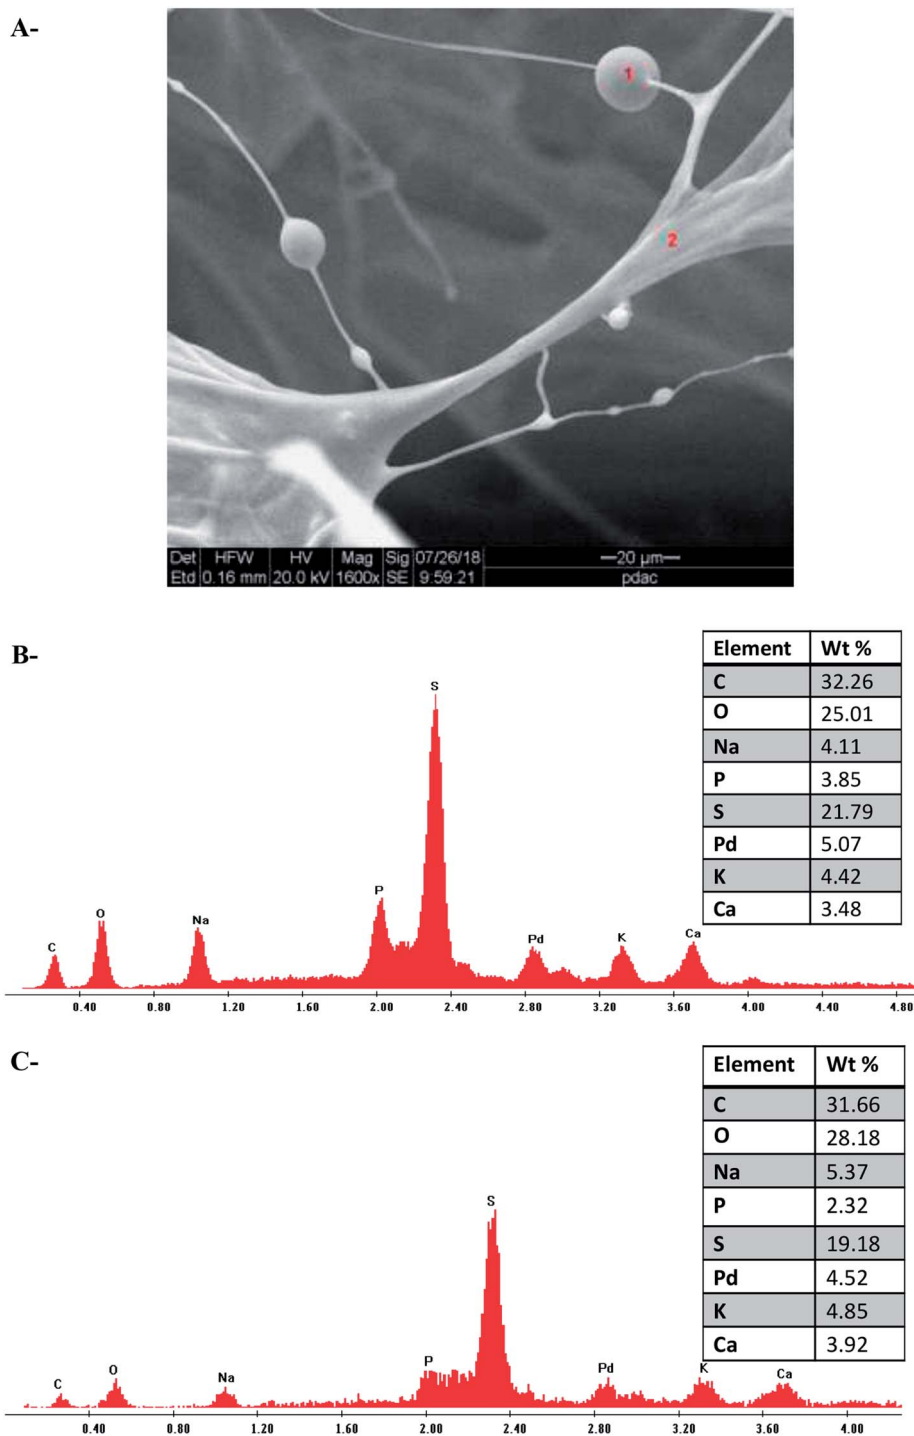 A-
1
2
Det HFW HV Mag Sig 07/26/18 20 µm
Etd 0.16 mm 20.0 kV 1600x SE 9:59:21 pdac
B-
Element Wt %
C 32.26
O 25.01
Na 4.11
P 3.85
S 21.79
Pd 5.07
K 4.42
Ca 3.48
S
P
O
Na
C
Pd
K
Ca
0.40 0.80 1.20 1.60 2.00 2.40 2.80 3.20 3.60 4.00 4.40 4.80
C-
Element Wt %
C 31.66
O 28.18
Na 5.37
P 2.32
S 19.18
Pd 4.52
K 4.85
Ca 3.92
S
C
O
Na
P
Pd
K
Ca
0.40 0.80 1.20 1.60 2.00 2.40 2.80 3.20 3.60 4.00